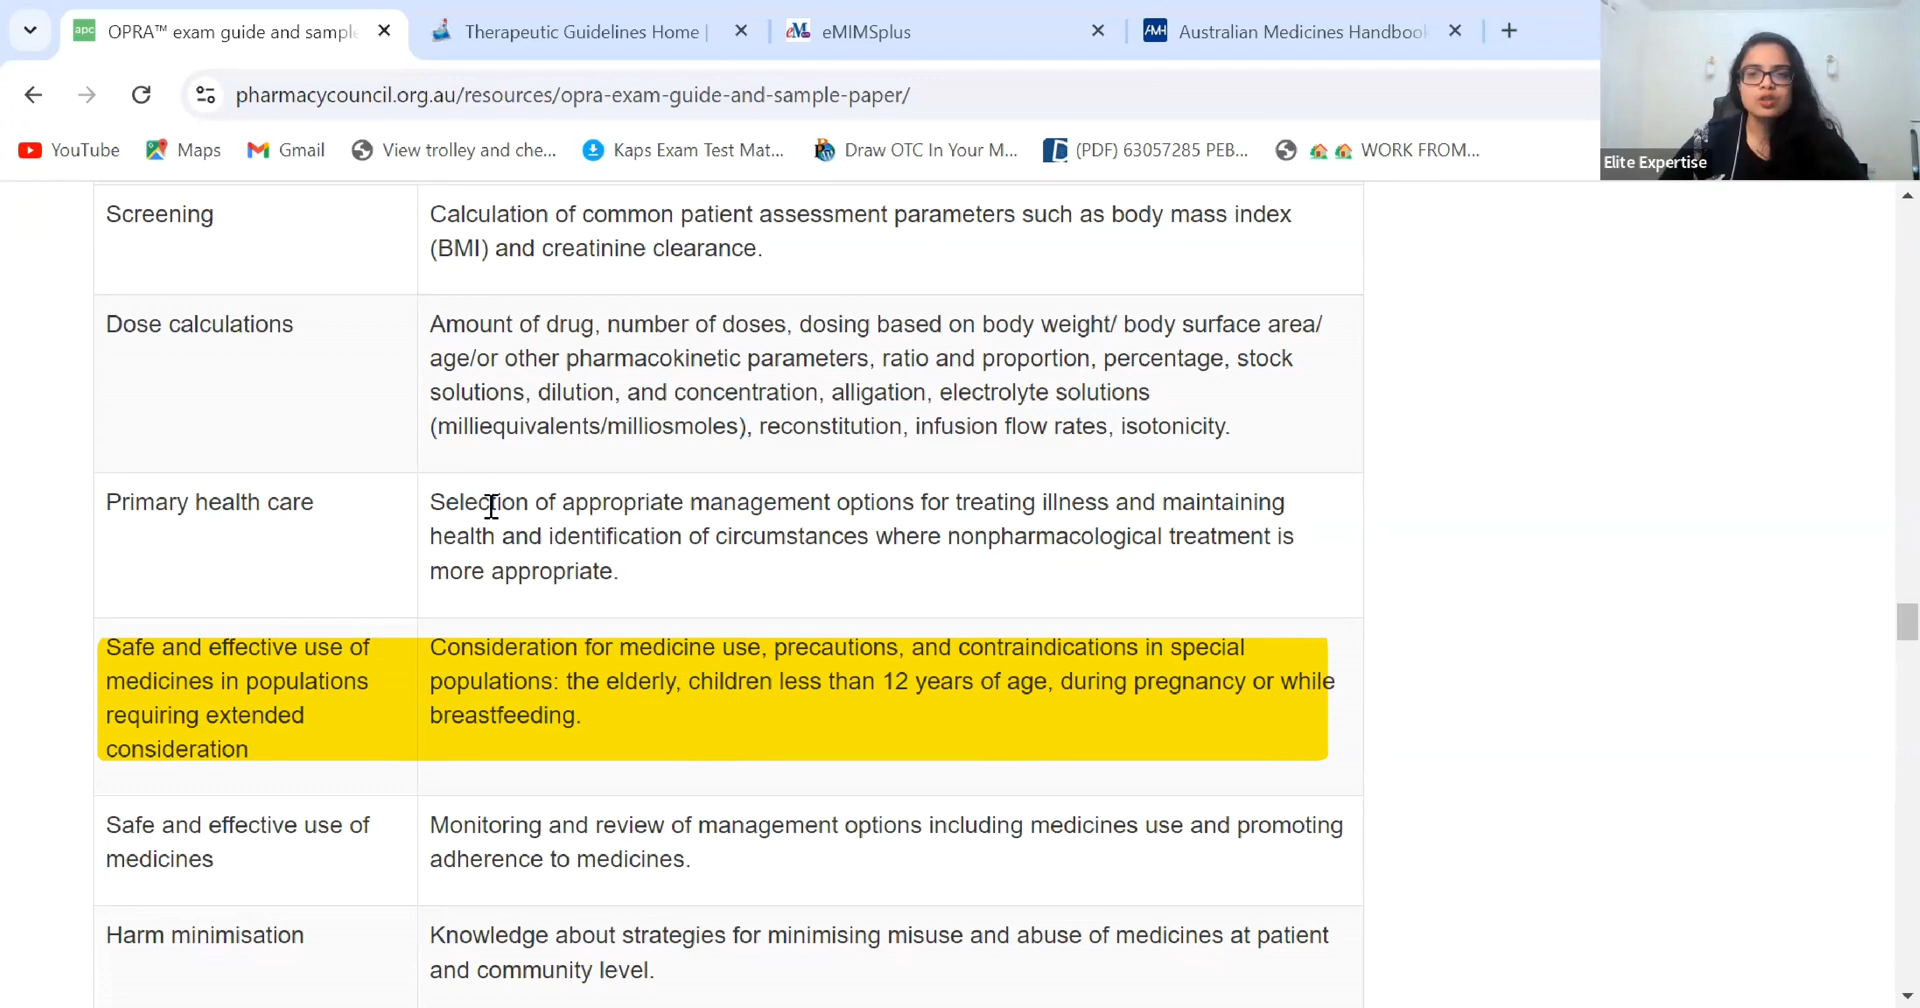 apc OPRA™ exam guide and sample
Therapeutic Guidelines Home |
eMIMSplus
AMH Australian Medicines Handbook
pharmacycouncil.org.au/resources/opra-exam-guide-and-sample-paper/
YouTube
Maps
Gmail
View trolley and che...
Kaps Exam Test Mat...
Draw OTC In Your M...
(PDF) 63057285 PEB...
WORK FROM...
Elite Expertise
Screening
Calculation of common patient assessment parameters such as body mass index
(BMI) and creatinine clearance.
Dose calculations
Amount of drug, number of doses, dosing based on body weight/ body surface area/
age/or other pharmacokinetic parameters, ratio and proportion, percentage, stock
solutions, dilution, and concentration, alligation, electrolyte solutions
(milliequivalents/milliosmoles), reconstitution, infusion flow rates, isotonicity.
Primary health care
Selection of appropriate management options for treating illness and maintaining
health and identification of circumstances where nonpharmacological treatment is
more appropriate.
Safe and effective use of
medicines in populations
requiring extended
consideration
Consideration for medicine use, precautions, and contraindications in special
populations: the elderly, children less than 12 years of age, during pregnancy or while
breastfeeding.
Safe and effective use of
medicines
Monitoring and review of management options including medicines use and promoting
adherence to medicines.
Harm minimisation
Knowledge about strategies for minimising misuse and abuse of medicines at patient
and community level.